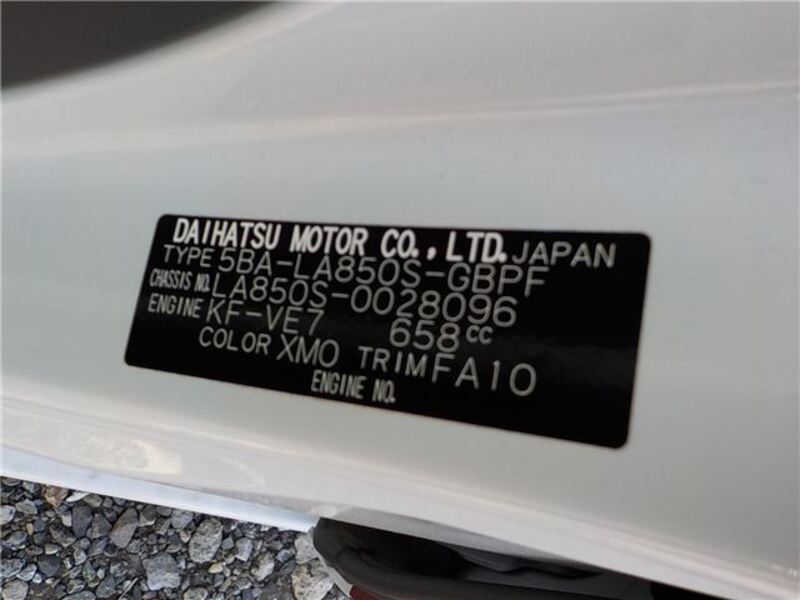 DAIHATSU MOTOR CO., LTD. JAPAN
TYPE 5BA-LA850S-GBPF
CHASSIS NO. LA850S-0028096
ENGINE KF-VE7 658cc
COLOR XM0 TRIM FA10
ENGINE NO.